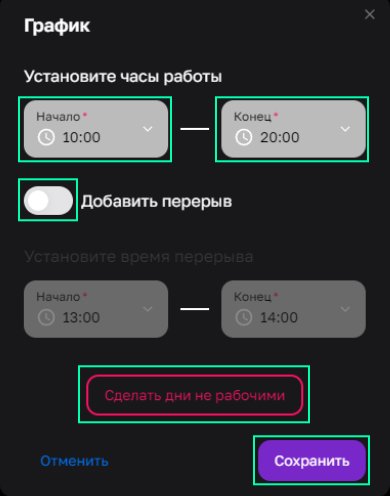 График
Установите часы работы
Начало *
10:00
Конец *
20:00
Добавить перерыв
Установите время перерыва
Начало *
13:00
Конец *
14:00
Сделать дни не рабочими
Отменить
Сохранить